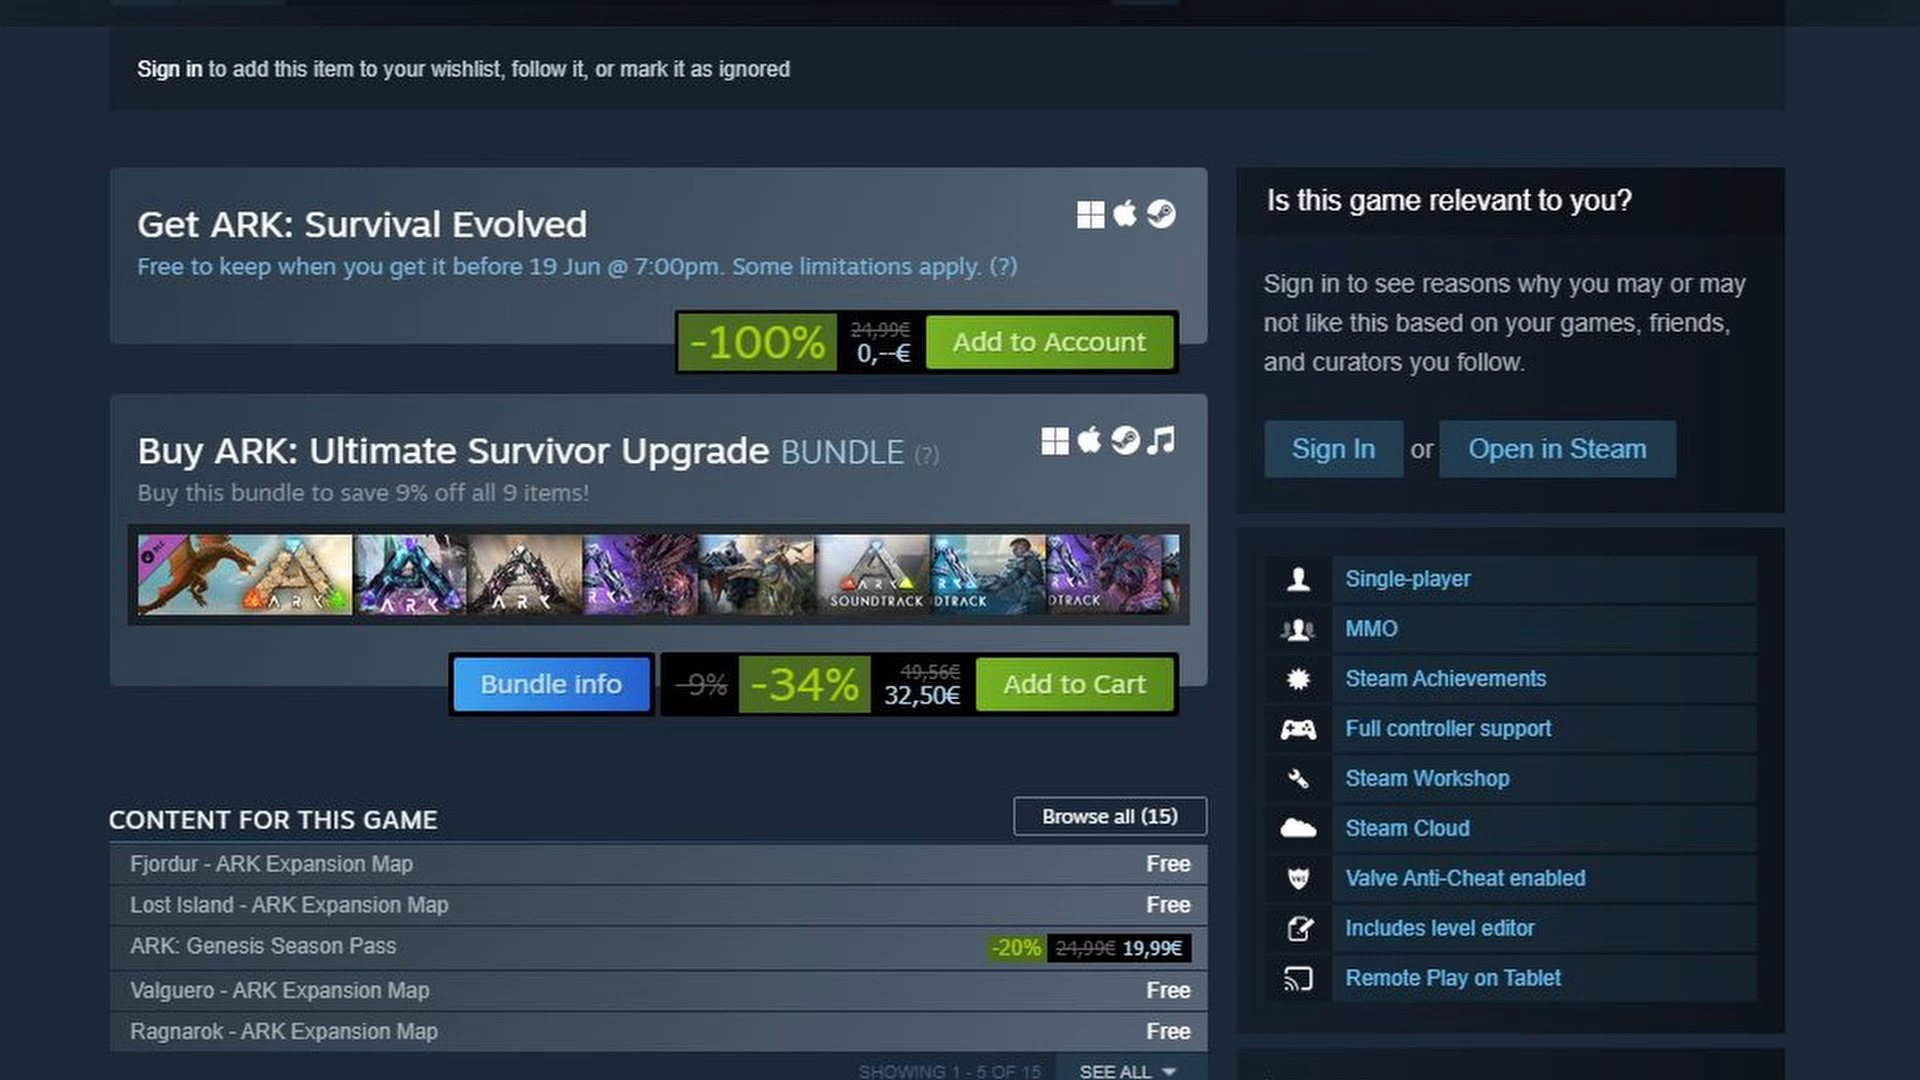 Sign in to add this item to your wishlist, follow it, or mark it as ignored
Get ARK: Survival Evolved
Free to keep when you get it before 19 Jun @ 7:00pm. Some limitations apply. (?)
-100%
24,99€
0,--€
Add to Account
Buy ARK: Ultimate Survivor Upgrade BUNDLE (?)
Buy this bundle to save 9% off all 9 items!
ARK
ARK
ARK
ARK
SOUNDTRACK
DTRACK
DTRACK
Bundle info
-9%
-34%
49,56€
32,50€
Add to Cart
CONTENT FOR THIS GAME
Browse all (15)
Fjordur - ARK Expansion Map
Free
Lost Island - ARK Expansion Map
Free
ARK: Genesis Season Pass
-20%
24,99€ 19,99€
Valguero - ARK Expansion Map
Free
Ragnarok - ARK Expansion Map
Free
SHOWING 1 - 5 OF 15
SEE ALL
Is this game relevant to you?
Sign in to see reasons why you may or may
not like this based on your games, friends,
and curators you follow.
Sign In or Open in Steam
Single-player
MMO
Steam Achievements
Full controller support
Steam Workshop
Steam Cloud
Valve Anti-Cheat enabled
Includes level editor
Remote Play on Tablet